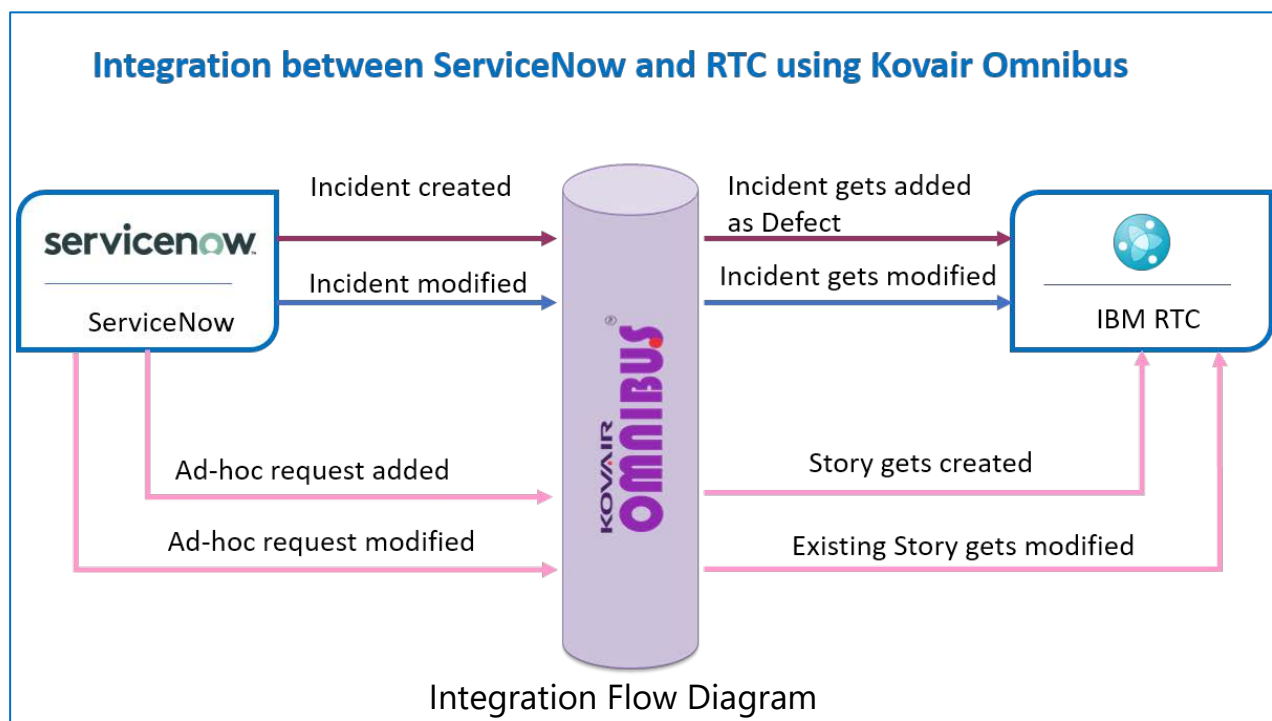 Integration between ServiceNow and RTC using Kovair Omnibus
Incident created
Incident gets added
as Defect
servicenow™
ServiceNow
Incident modified
Incident gets modified
IBM RTC
KOVAIR
OMNIBUS®
Ad-hoc request added
Story gets created
Ad-hoc request modified
Existing Story gets modified
Integration Flow Diagram